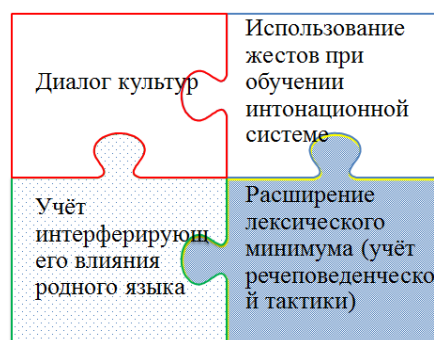 Диалог культур
Использование
жестов при
обучении
интонационной
системе
Учёт
интерферирующ
его влияния
родного языка
Расширение
лексического
минимума (учёт
речеповеденческо
й тактики)